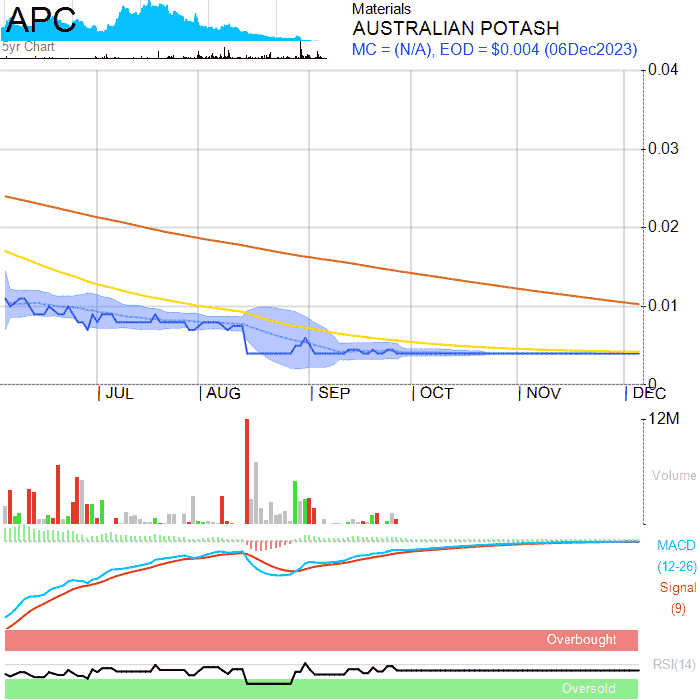 APC
5yr Chart
Materials
AUSTRALIAN POTASH
MC = (N/A), EOD = $0.004 (06Dec2023)
0.04
0.03
0.02
0.01
0
JUL AUG SEP OCT NOV DEC
12M
Volume
MACD
(12-26)
Signal
(9)
Overbought
RSI(14)
Oversold